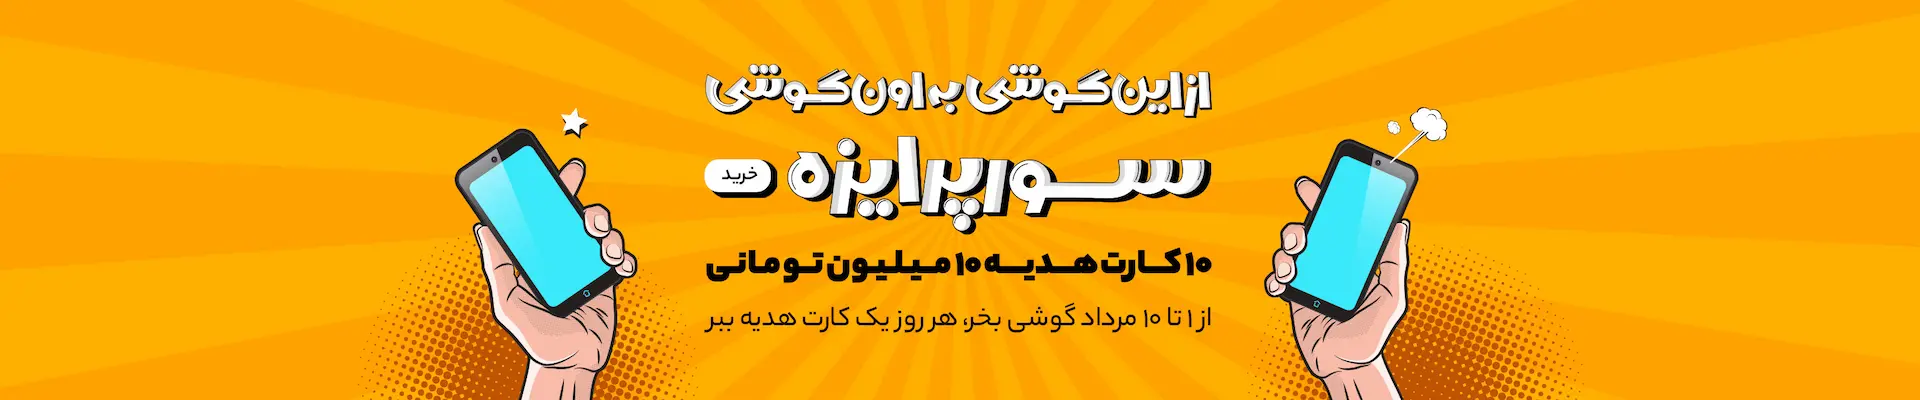 از این گوشی به اون گوشی
سورپرایزه
خرید
۱۰ کارت هدیه ۱۰ میلیون تومانی
از ۱ تا ۱۰ مرداد گوشی بخر، هر روز یک کارت هدیه ببر